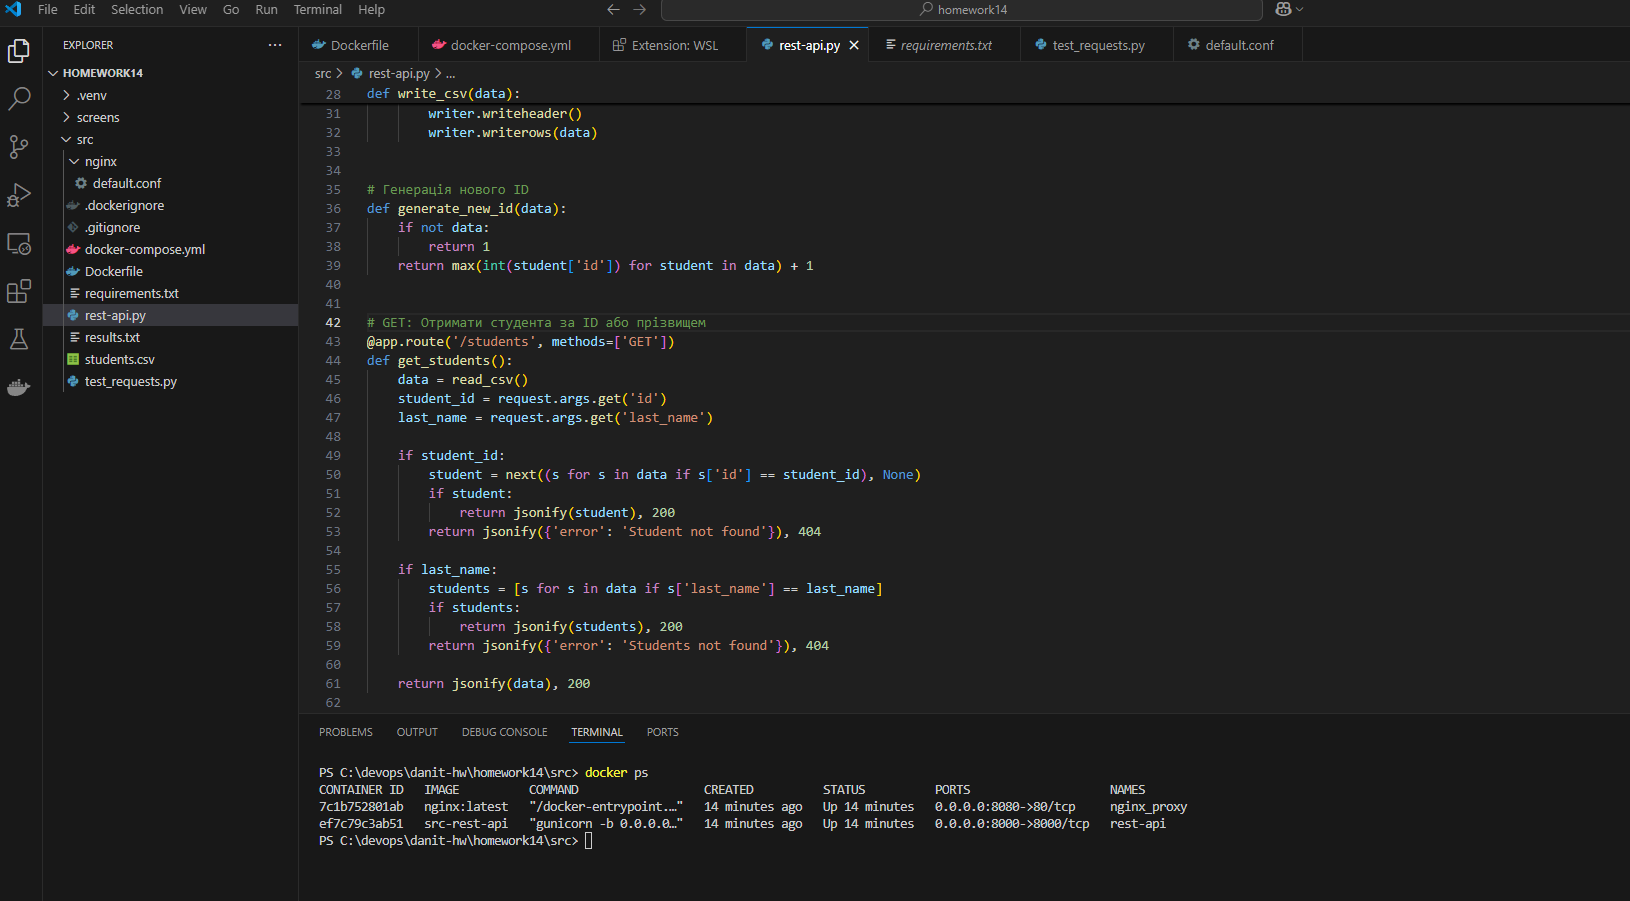 File Edit Selection View Go Run Terminal Help
homework14
EXPLORER ...
HOMEWORK14
.venv
screens
src
nginx
default.conf
.dockerignore
.gitignore
docker-compose.yml
Dockerfile
requirements.txt
rest-api.py
results.txt
students.csv
test_requests.py
Dockerfile docker-compose.yml Extension: WSL rest-api.py requirements.txt test_requests.py default.conf
src > rest-api.py > ...
28 def write_csv(data):
31 writer.writeheader()
32 writer.writerows(data)
33
34
35 # Генерація нового ID
36 def generate_new_id(data):
37 if not data:
38 return 1
39 return max(int(student['id']) for student in data) + 1
40
41
42 # GET: Отримати студента за ID або прізвищем
43 @app.route('/students', methods=['GET'])
44 def get_students():
45 data = read_csv()
46 student_id = request.args.get('id')
47 last_name = request.args.get('last_name')
48
49 if student_id:
50 student = next((s for s in data if s['id'] == student_id), None)
51 if student:
52 return jsonify(student), 200
53 return jsonify({'error': 'Student not found'}), 404
54
55 if last_name:
56 students = [s for s in data if s['last_name'] == last_name]
57 if students:
58 return jsonify(students), 200
59 return jsonify({'error': 'Students not found'}), 404
60
61 return jsonify(data), 200
62
PROBLEMS OUTPUT DEBUG CONSOLE TERMINAL PORTS
PS C:\devops\danit-hw\homework14\src> docker ps
CONTAINER ID IMAGE COMMAND CREATED STATUS PORTS NAMES
7c1b752801ab nginx:latest "/docker-entrypoint.…" 14 minutes ago Up 14 minutes 0.0.0.0:8080->80/tcp nginx_proxy
ef7c79c3ab51 src-rest-api "gunicorn -b 0.0.0.0…" 14 minutes ago Up 14 minutes 0.0.0.0:8000->8000/tcp rest-api
PS C:\devops\danit-hw\homework14\src>